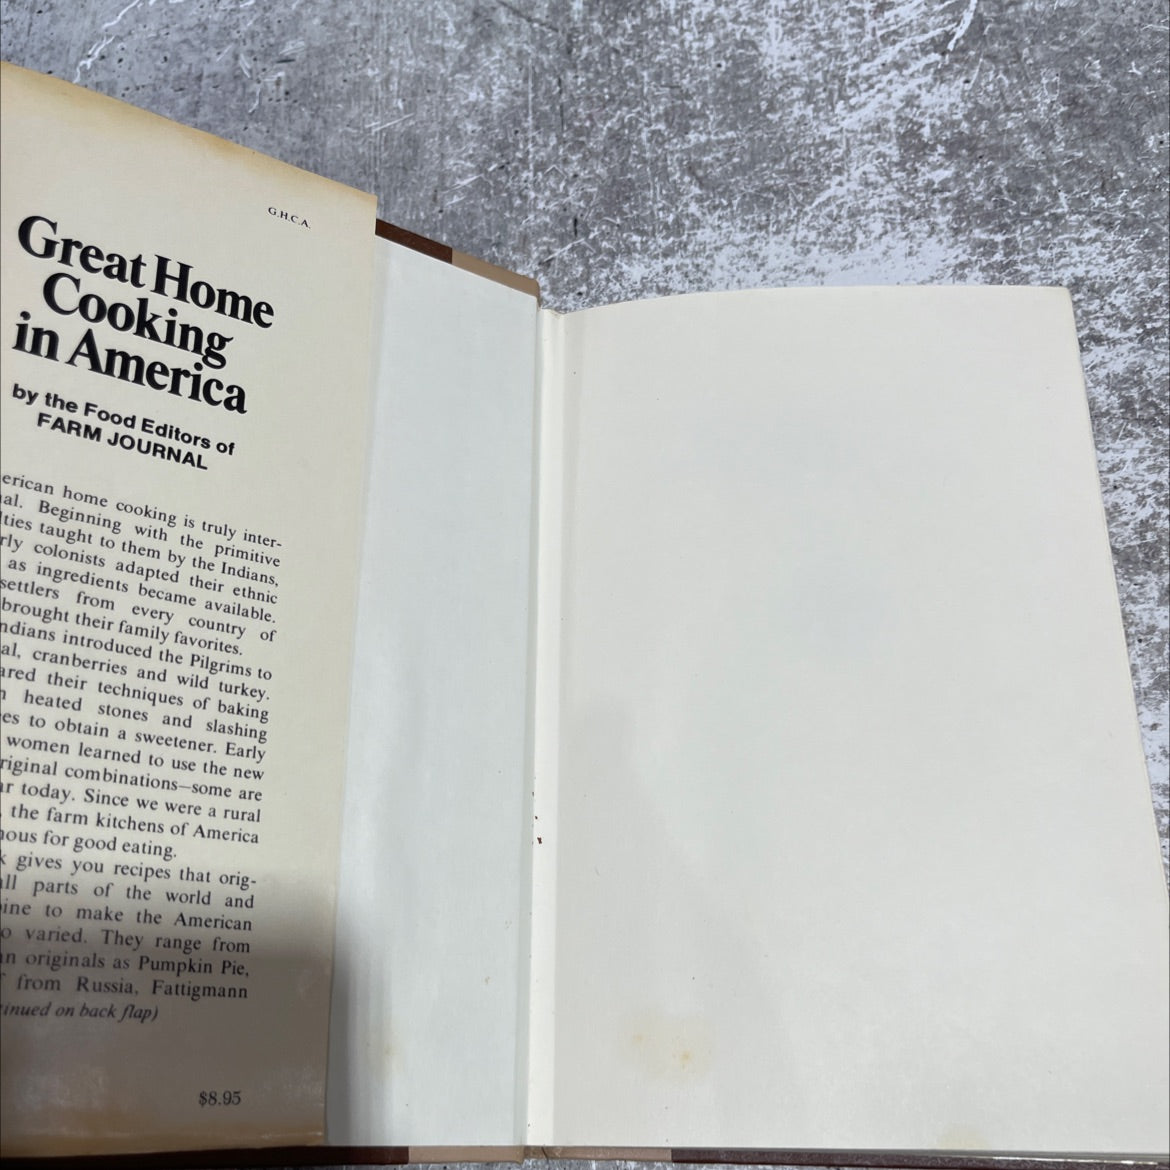 G.H.C.A.
Great Home
Cooking
in America
by the Food Editors of
FARM JOURNAL
erican home cooking is truly inter-
al. Beginning with the primitive
lties taught to them by the Indians,
rly colonists adapted their ethnic
as ingredients became available.
settlers from every country of
brought their family favorites.
ndians introduced the Pilgrims to
al, cranberries and wild turkey.
ared their techniques of baking
heated stones and slashing
es to obtain a sweetener. Early
women learned to use the new
riginal combinations—some are
ar today. Since we were a rural
, the farm kitchens of America
nous for good eating.
k gives you recipes that orig-
all parts of the world and
ine to make the American
o varied. They range from
an originals as Pumpkin Pie,
from Russia, Fattigmann
tinued on back flap)
$8.95